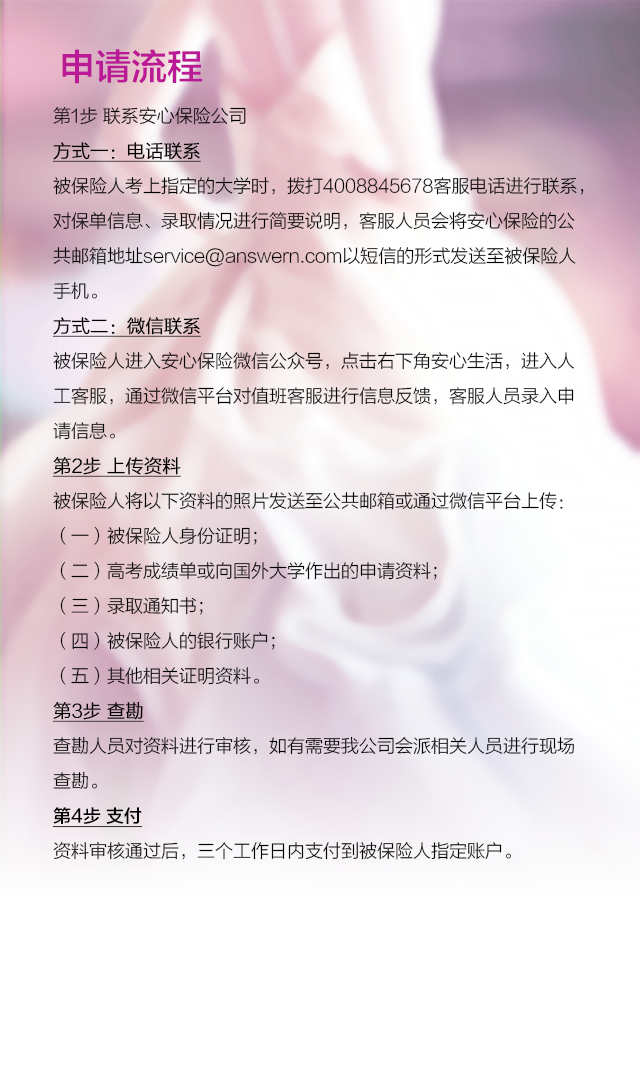 申请流程
第1步 联系安心保险公司
方式一：电话联系
被保险人考上指定的大学时，拨打4008845678客服电话进行联系，
对保单信息、录取情况进行简要说明，客服人员会将安心保险的公
共邮箱地址service@answern.com以短信的形式发送至被保险人
手机。
方式二：微信联系
被保险人进入安心保险微信公众号，点击右下角安心生活，进入人
工客服，通过微信平台对值班客服进行信息反馈，客服人员录入申
请信息。
第2步 上传资料
被保险人将以下资料的照片发送至公共邮箱或通过微信平台上传：
（一）被保险人身份证明；
（二）高考成绩单或向国外大学作出的申请资料；
（三）录取通知书；
（四）被保险人的银行账户；
（五）其他相关证明资料。
第3步 查勘
查勘人员对资料进行审核，如有需要我公司会派相关人员进行现场
查勘。
第4步 支付
资料审核通过后，三个工作日内支付到被保险人指定账户。